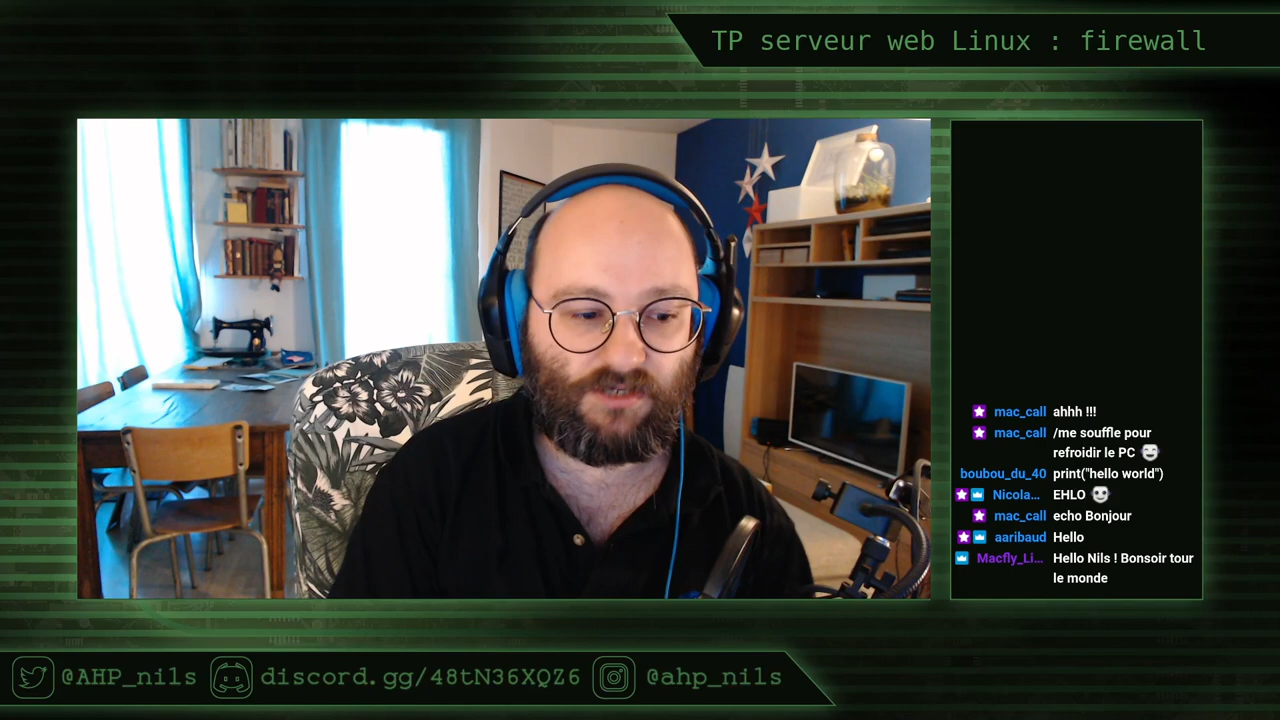 TP serveur web Linux : firewall
mac_call ahhh !!!
mac_call /me souffle pour
refroidir le PC
boubou_du_40 print("hello world")
Nicola... EHLO
mac_call echo Bonjour
aaribaud Hello
Macfly_Li... Hello Nils ! Bonsoir tour
le monde
@AHP_nils discord.gg/48tN36XQZ6 @ahp_nils